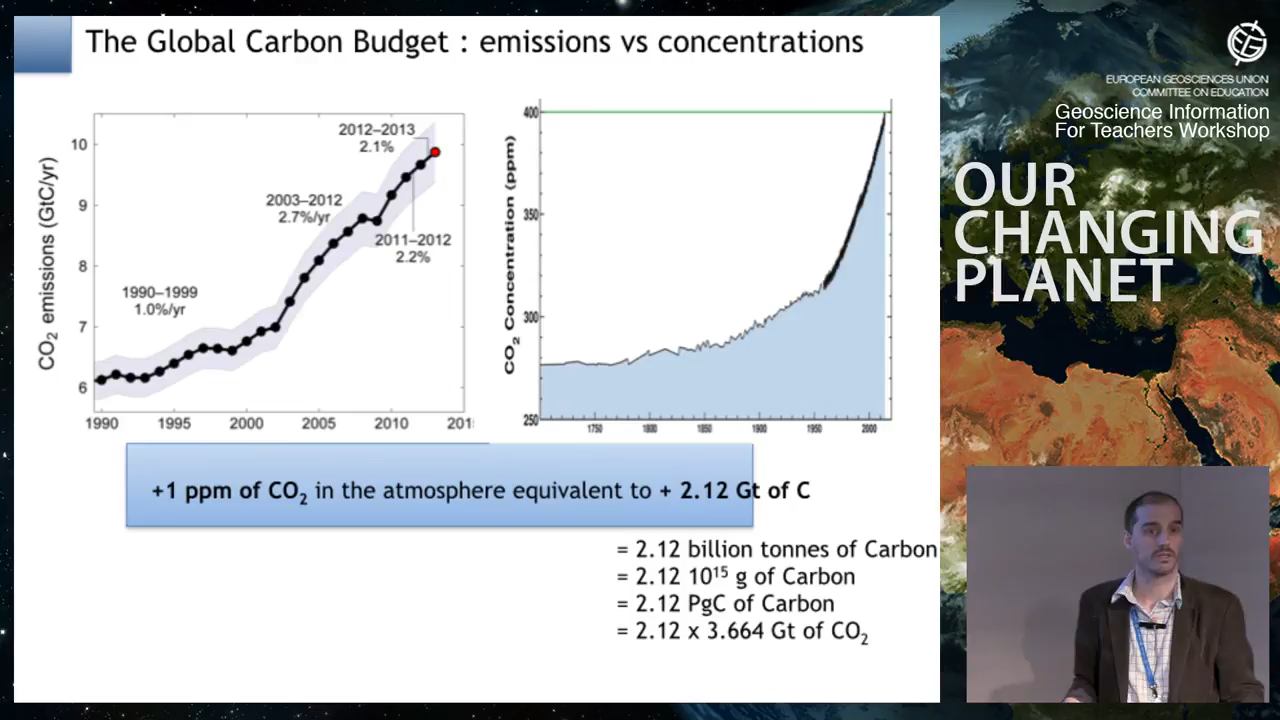 The Global Carbon Budget : emissions vs concentrations
EUROPEAN GEOSCIENCES UNION
COMMITTEE ON EDUCATION
Geoscience Information
For Teachers Workshop
OUR
CHANGING
PLANET
CO₂ emissions (GtC/yr)
10
9
8
7
6
1990
1995
2000
2005
2010
201
1990–1999
1.0%/yr
2003–2012
2.7%/yr
2012–2013
2.1%
2011–2012
2.2%
CO₂ Concentration (ppm)
400
350
300
250
1750
1800
1850
1900
1950
2000
+1 ppm of CO₂ in the atmosphere equivalent to + 2.12 Gt of C
= 2.12 billion tonnes of Carbon
= 2.12 10¹⁵ g of Carbon
= 2.12 PgC of Carbon
= 2.12 x 3.664 Gt of CO₂